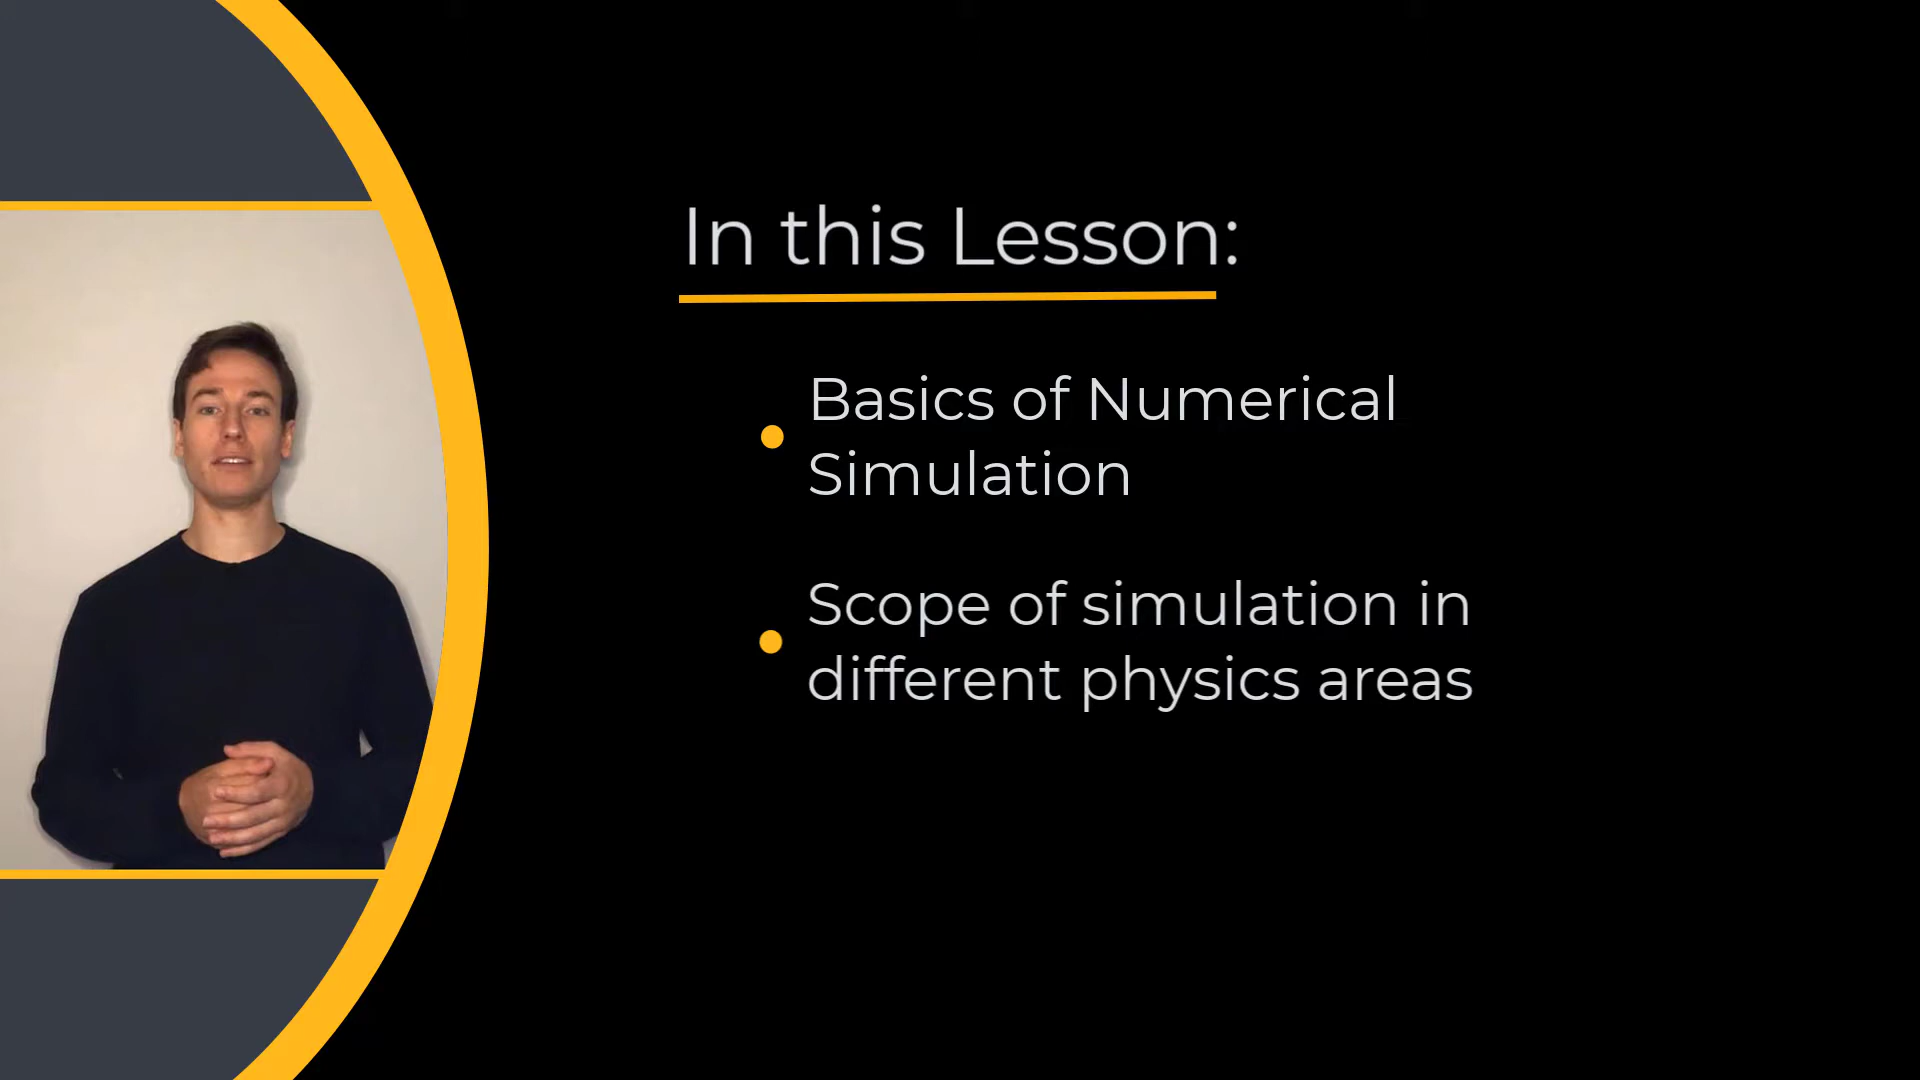 In this Lesson:
Basics of Numerical
Simulation
Scope of simulation in
different physics areas